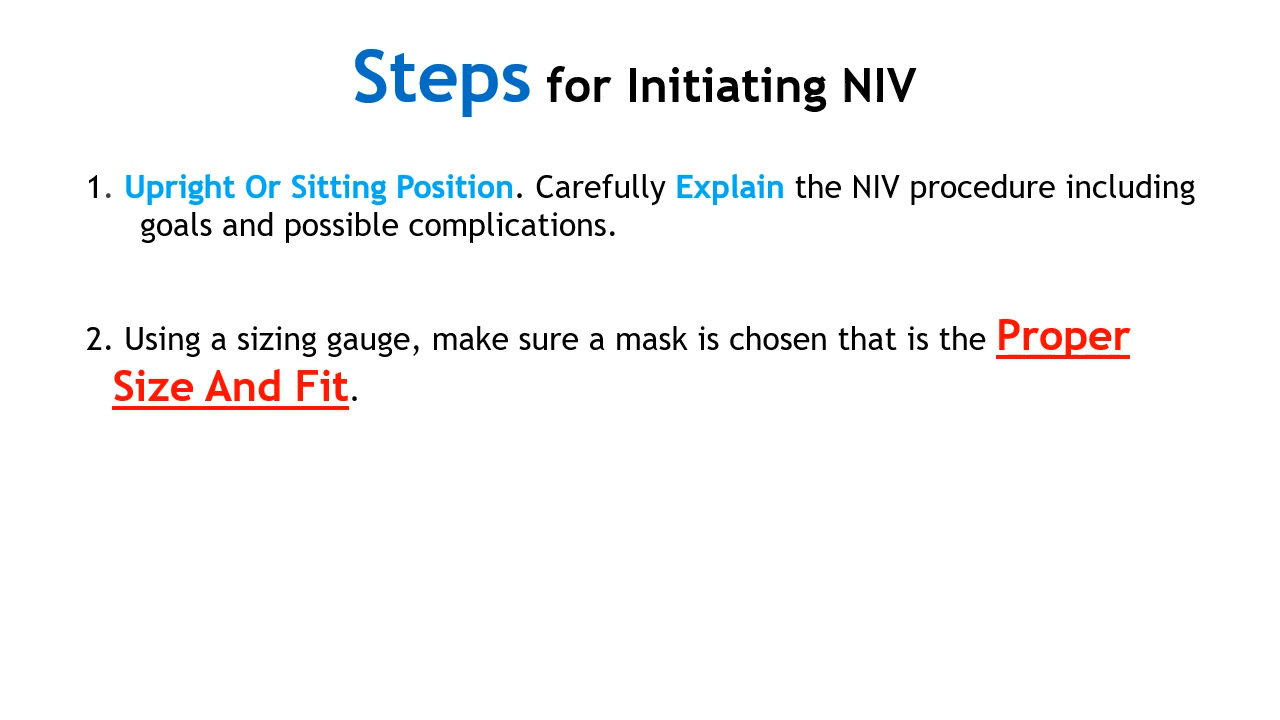 Steps for Initiating NIV
1. Upright Or Sitting Position. Carefully Explain the NIV procedure including
goals and possible complications.
2. Using a sizing gauge, make sure a mask is chosen that is the Proper
Size And Fit.